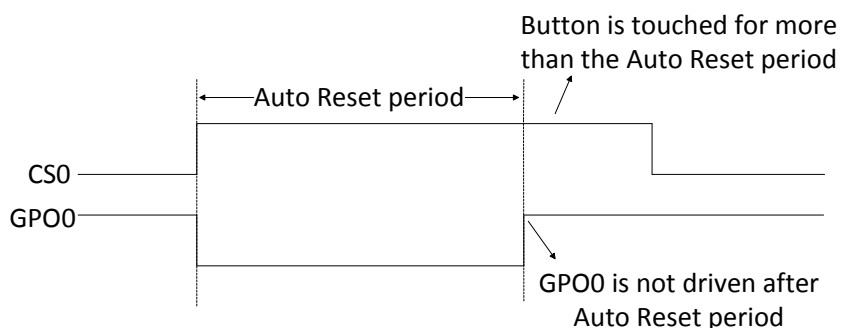 Button is touched for more
than the Auto Reset period
Auto Reset period
CS0
GPO0
GPO0 is not driven after
Auto Reset period